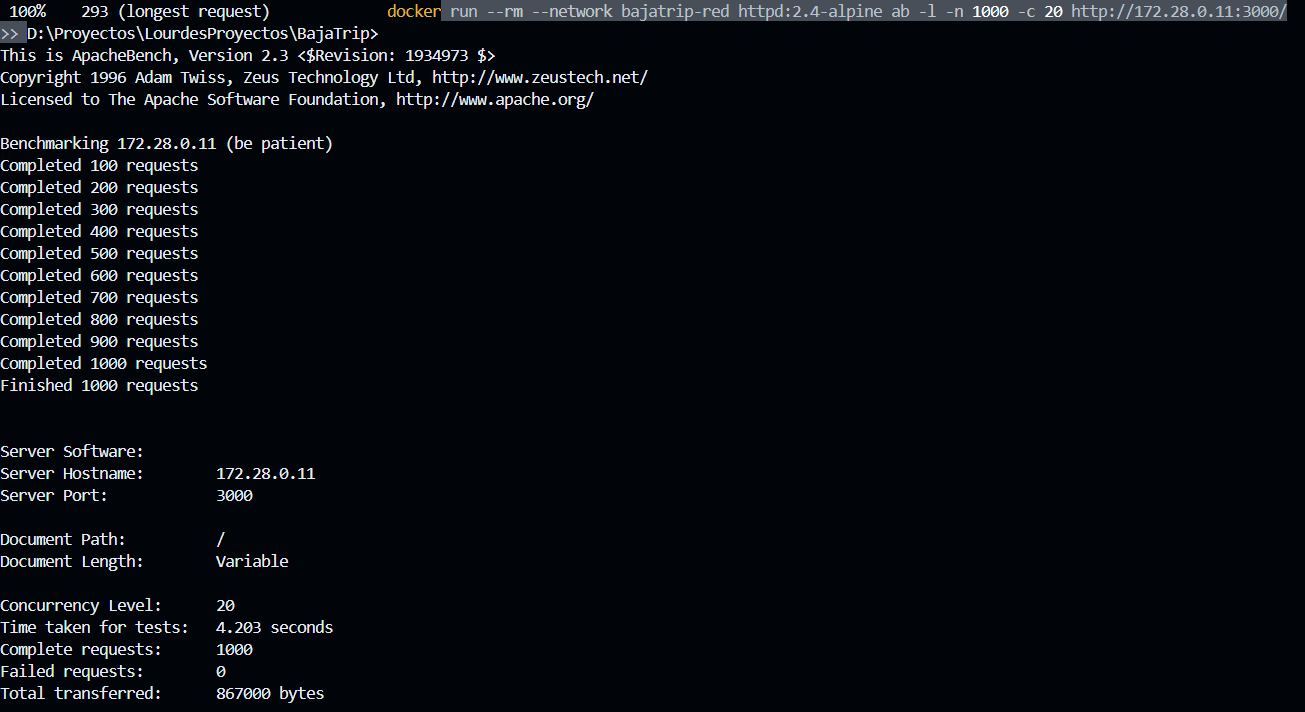 100%    293 (longest request)             docker run --rm --network bajatrip-red httpd:2.4-alpine ab -l -n 1000 -c 20 http://172.28.0.11:3000/
>> D:\Proyectos\LourdesProyectos\BajaTrip>
This is ApacheBench, Version 2.3 <$Revision: 1934973 $>
Copyright 1996 Adam Twiss, Zeus Technology Ltd, http://www.zeustech.net/
Licensed to The Apache Software Foundation, http://www.apache.org/

Benchmarking 172.28.0.11 (be patient)
Completed 100 requests
Completed 200 requests
Completed 300 requests
Completed 400 requests
Completed 500 requests
Completed 600 requests
Completed 700 requests
Completed 800 requests
Completed 900 requests
Completed 1000 requests
Finished 1000 requests

Server Software:
Server Hostname:        172.28.0.11
Server Port:            3000

Document Path:          /
Document Length:        Variable

Concurrency Level:      20
Time taken for tests:   4.203 seconds
Complete requests:      1000
Failed requests:        0
Total transferred:      867000 bytes